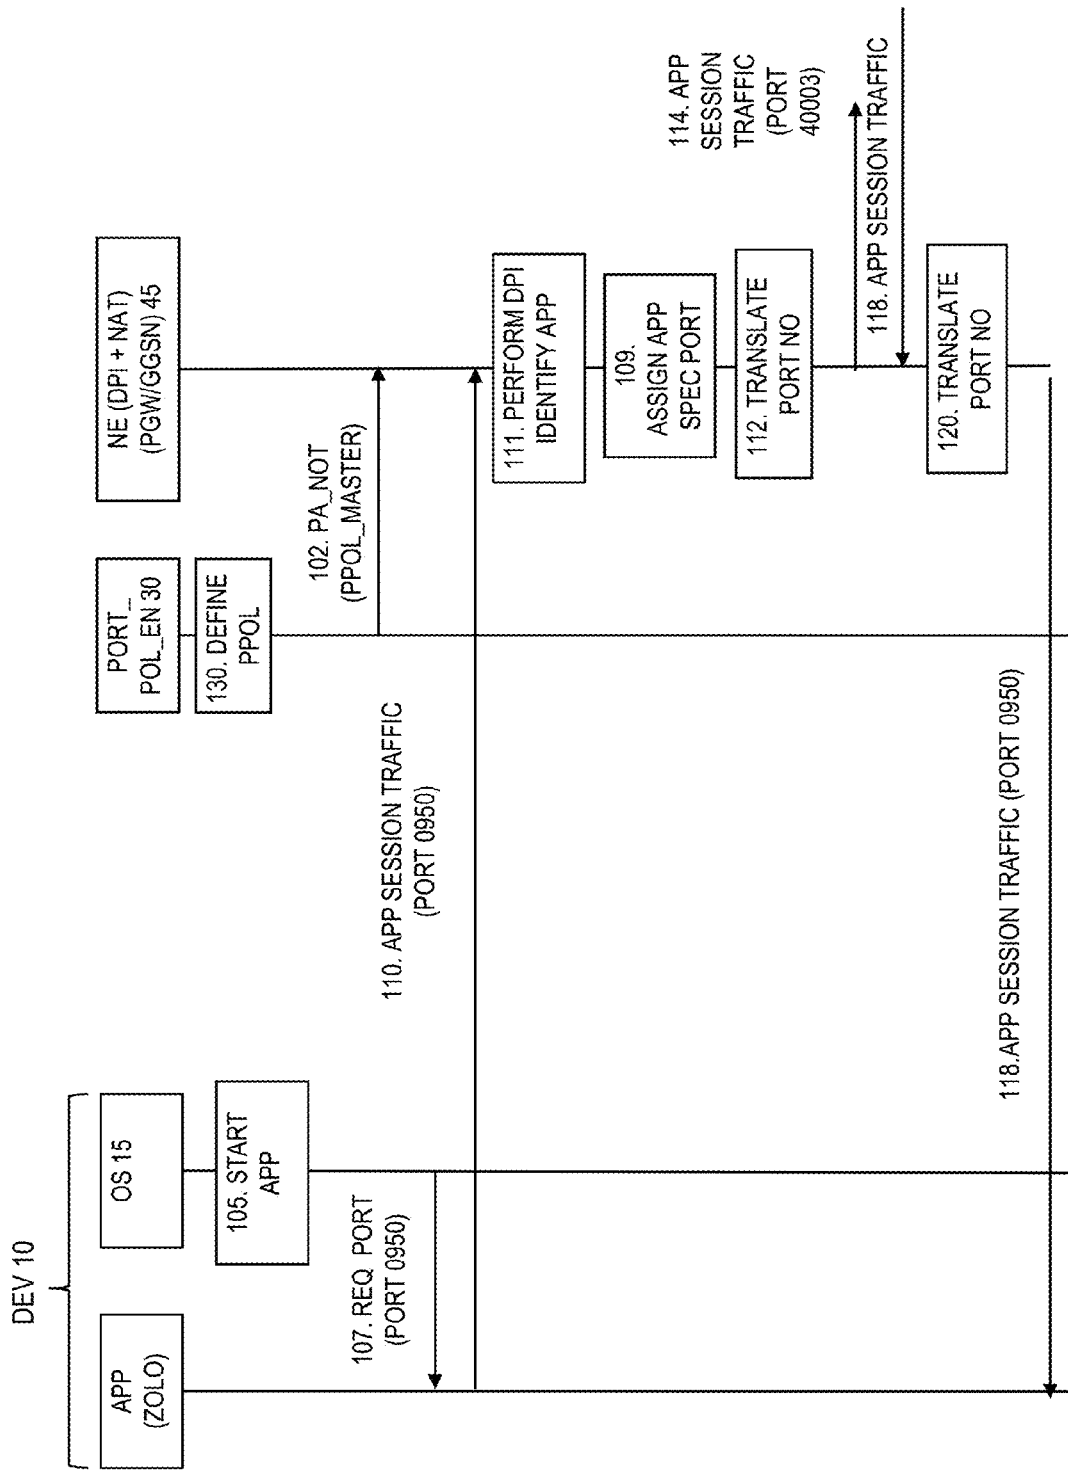 DEV 10
APP
(ZOLO)
OS 15
PORT_
POL_EN 30
NE (DPI + NAT)
(PGW/GGSN) 45
105. START
APP
130. DEFINE
PPOL
102. PA_NOT
(PPOL_MASTER)
107. REQ PORT
(PORT 0950)
110. APP SESSION TRAFFIC
(PORT 0950)
111. PERFORM DPI
IDENTIFY APP
109.
ASSIGN APP
SPEC PORT
112. TRANSLATE
PORT NO
114. APP
SESSION
TRAFFIC
(PORT
40003)
118. APP SESSION TRAFFIC
120. TRANSLATE
PORT NO
118.APP SESSION TRAFFIC (PORT 0950)